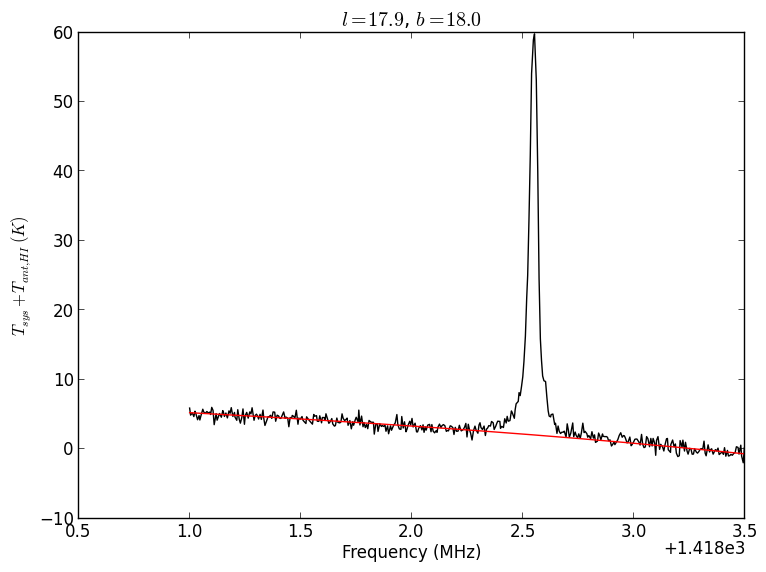 l = 17.9, b = 18.0
60
50
40
30
20
10
0
−10
T_sys + T_ant,HI (K)
0.5 1.0 1.5 2.0 2.5 3.0 3.5
+1.418e3
Frequency (MHz)